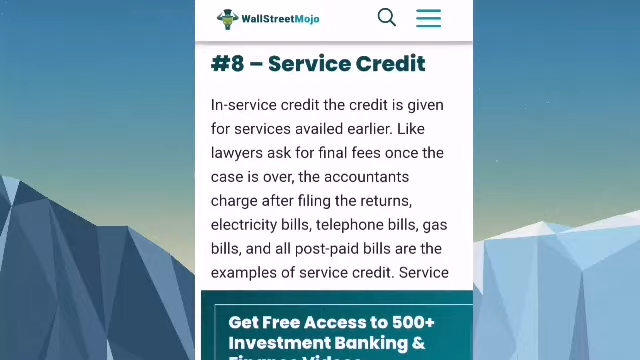 WallStreetMojo
#8 – Service Credit
In-service credit the credit is given
for services availed earlier. Like
lawyers ask for final fees once the
case is over, the accountants
charge after filing the returns,
electricity bills, telephone bills, gas
bills, and all post-paid bills are the
examples of service credit. Service
Get Free Access to 500+
Investment Banking &
Finance Videos